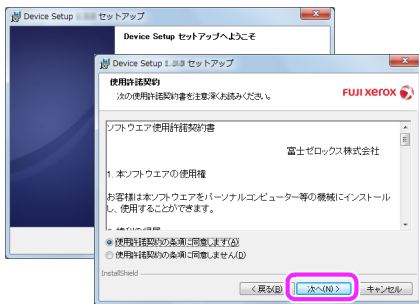 Device Setup セットアップ
Device Setup セットアップへようこそ
Device Setup セットアップ
使用許諾契約
次の使用許諾契約書を注意深くお読みください。
FUJI XEROX
ソフトウエア使用許諾契約書
富士ゼロックス株式会社
1. 本ソフトウエアの使用権
お客様は本ソフトウエアをパーソナルコンピューター等の機械にインストール
し、使用することができます。
使用許諾契約の条項に同意します(A)
使用許諾契約の条項に同意しません(D)
InstallShield
< 戻る(B)
次へ(N) >
キャンセル